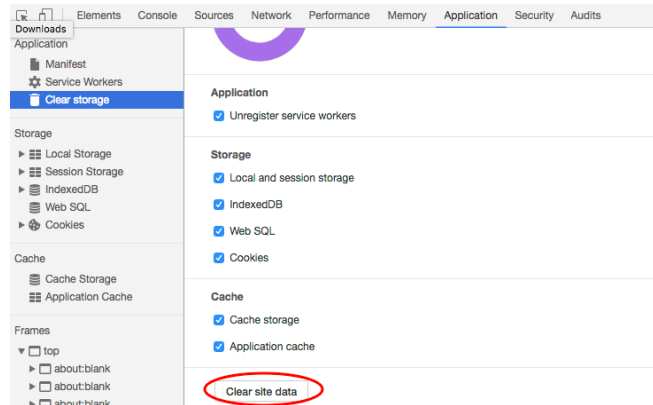 Elements Console Sources Network Performance Memory Application Security Audits
Downloads
Application
Manifest
Service Workers
Clear storage
Storage
Local Storage
Session Storage
IndexedDB
Web SQL
Cookies
Cache
Cache Storage
Application Cache
Frames
top
about:blank
about:blank
about:blank
Application
Unregister service workers
Storage
Local and session storage
IndexedDB
Web SQL
Cookies
Cache
Cache storage
Application cache
Clear site data